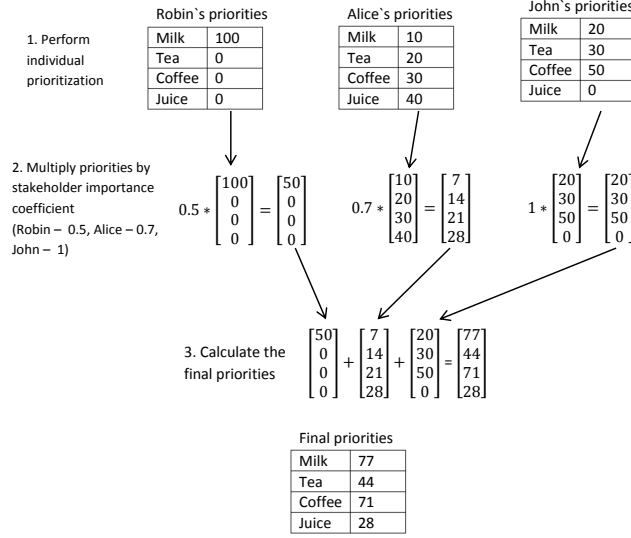 Robin`s priorities
Milk 100
Tea 0
Coffee 0
Juice 0
Alice`s priorities
Milk 10
Tea 20
Coffee 30
Juice 40
John`s priorities
Milk 20
Tea 30
Coffee 50
Juice 0
1. Perform
individual
prioritization
2. Multiply priorities by
stakeholder importance
coefficient
(Robin – 0.5, Alice – 0.7,
John – 1)
0.5 * [100 0 0 0] = [50 0 0 0]
0.7 * [10 20 30 40] = [7 14 21 28]
1 * [20 30 50 0] = [20 30 50 0]
3. Calculate the
final priorities
[50 0 0 0] + [7 14 21 28] + [20 30 50 0] = [77 44 71 28]
Final priorities
Milk 77
Tea 44
Coffee 71
Juice 28